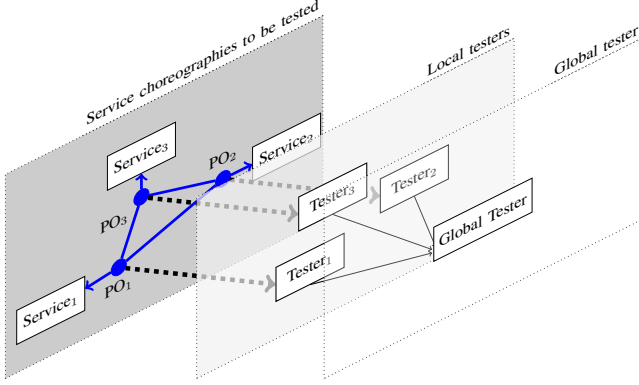 Service choreographies to be tested
Local testers
Global tester
Service₃
PO₂
Service₂
PO₃
Tester₃
Tester₂
Global Tester
Tester₁
PO₁
Service₁